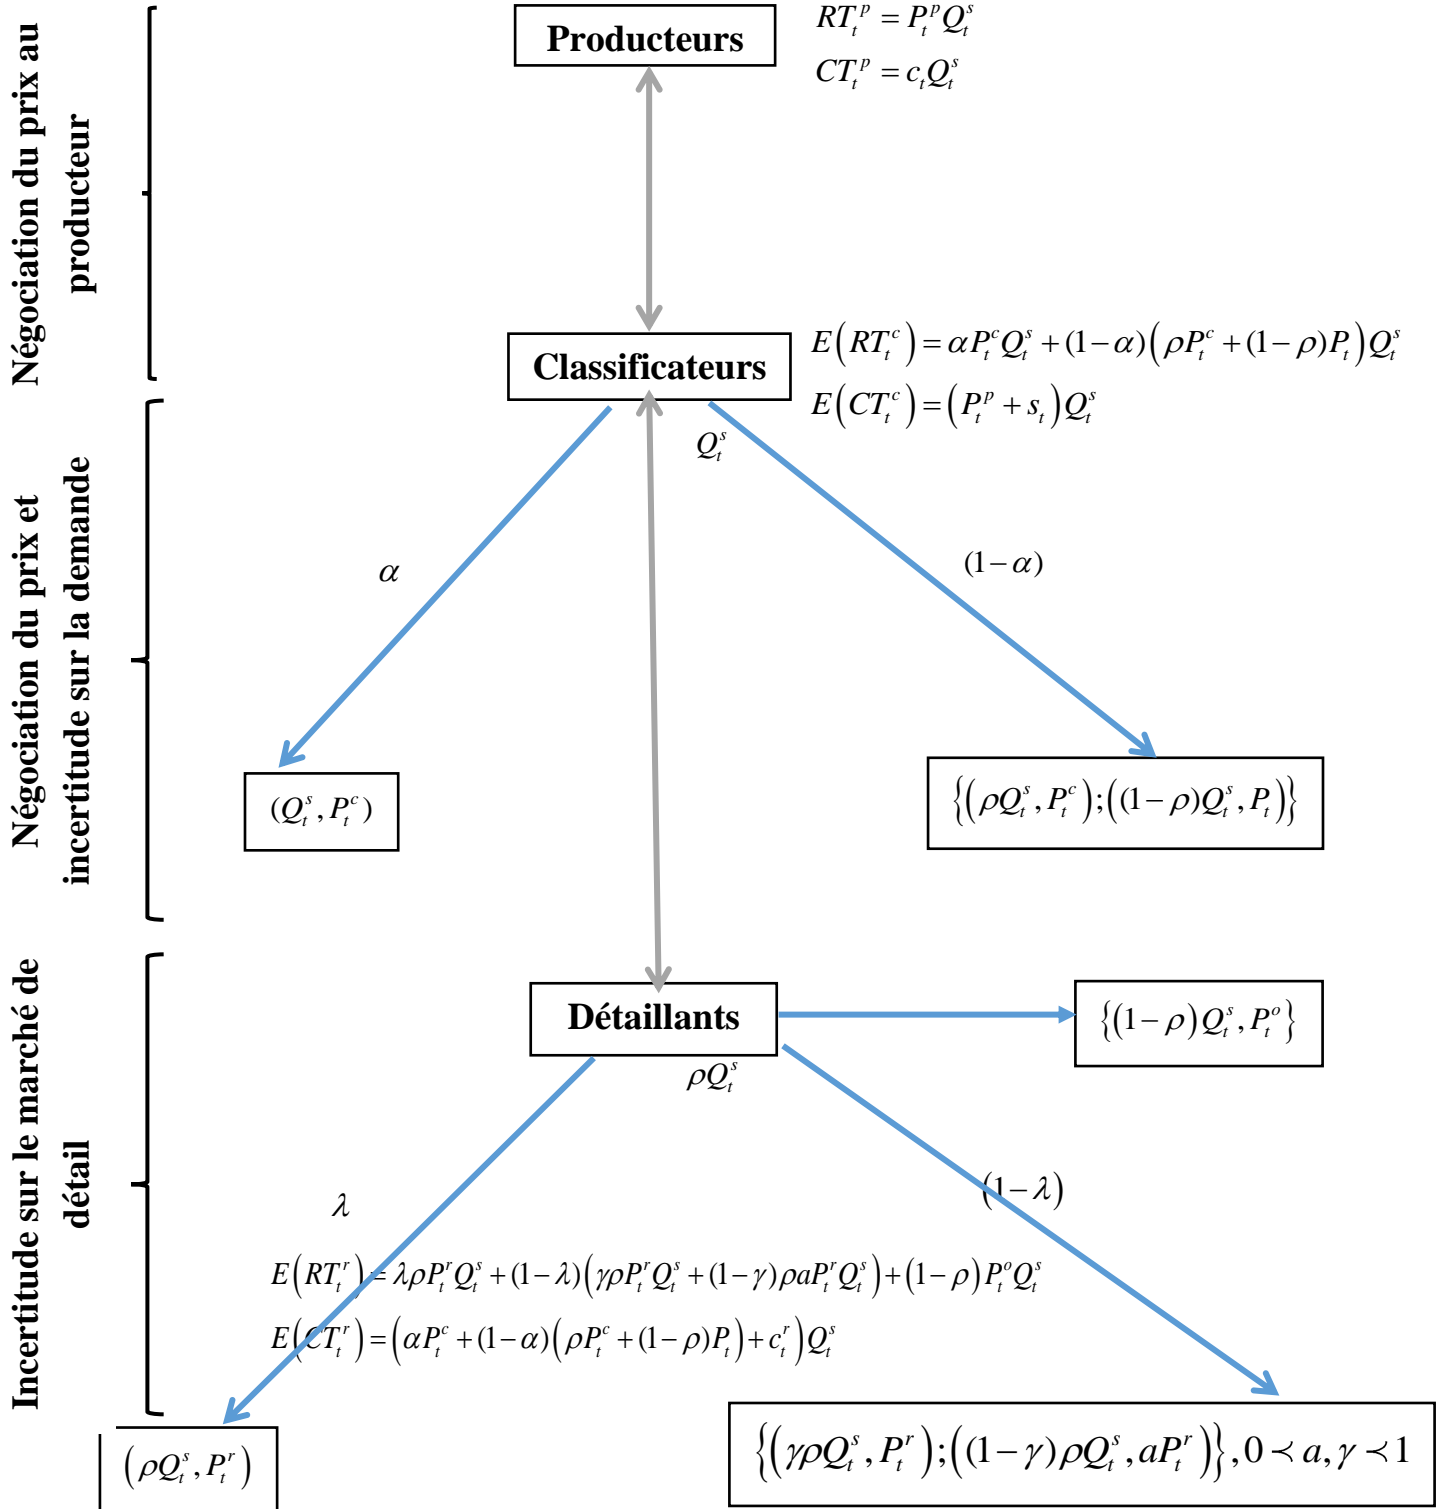 Négociation du prix au
producteur
Producteurs
RT_t^p = P_t^p Q_t^s
CT_t^p = c_t Q_t^s
Classificateurs
E(RT_t^c) = αP_t^c Q_t^s + (1−α)(ρP_t^c + (1−ρ)P_t)Q_t^s
E(CT_t^c) = (P_t^p + s_t)Q_t^s
Négociation du prix et
incertitude sur la demande
Q_t^s
α
(1−α)
(Q_t^s, P_t^c)
{(ρQ_t^s, P_t^c);((1−ρ)Q_t^s, P_t)}
Incertitude sur le marché de
détail
Détaillants
{(1−ρ)Q_t^s, P_t^o}
ρQ_t^s
λ
(1−λ)
E(RT_t^r) = λρP_t^r Q_t^s + (1−λ)(γρP_t^r Q_t^s + (1−γ)ρaP_t^r Q_t^s) + (1−ρ)P_t^o Q_t^s
E(CT_t^r) = (αP_t^c + (1−α)(ρP_t^c + (1−ρ)P_t) + c_t^r)Q_t^s
(ρQ_t^s, P_t^r)
{(γρQ_t^s, P_t^r);((1−γ)ρQ_t^s, aP_t^r)}, 0 ≺ a, γ ≺ 1